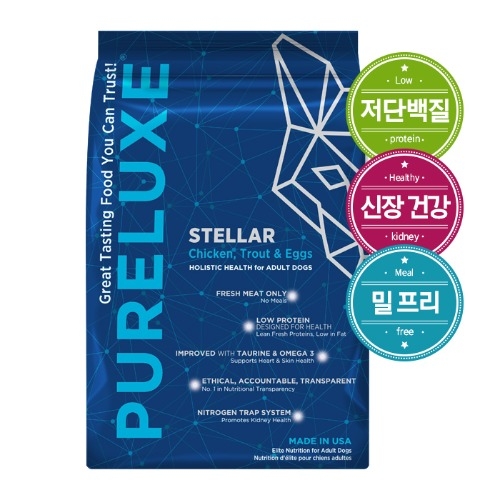 Great Tasting Food You Can Trust!
PURELUXE®
STELLAR
Chicken, Trout & Eggs
HOLISTIC HEALTH for ADULT DOGS
FRESH MEAT ONLY
No Meals
LOW PROTEIN
DESIGNED FOR HEALTH
Lean Fresh Proteins, Low in Fat
IMPROVED WITH TAURINE & OMEGA 3
Supports Heart & Skin Health
ETHICAL, ACCOUNTABLE, TRANSPARENT
No. 1 in Nutritional Transparency
NITROGEN TRAP SYSTEM
Promotes Kidney Health
MADE IN USA
Elite Nutrition for Adult Dogs
Nutrition d'élite pour chiens adultes
Low
저단백질
protein
Healthy
신장 건강
kidney
Meal
밀 프리
free